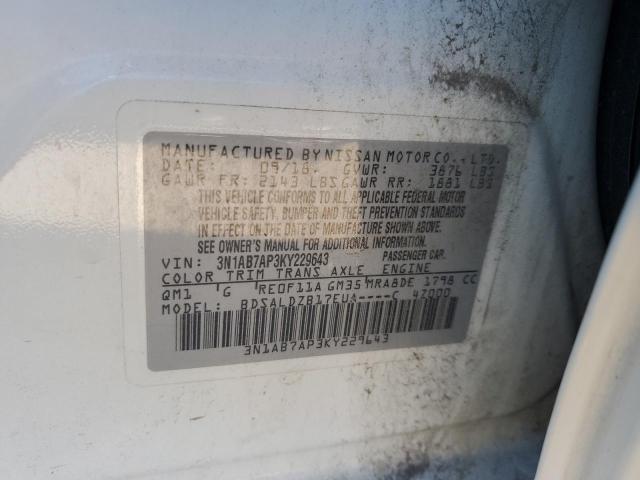 MANUFACTURED BY NISSAN MOTOR CO., LTD.
DATE: 09/18. GVWR: 3876 LBS
GAWR FR: 2143 LBS GAWR RR: 1881 LBS
THIS VEHICLE CONFORMS TO ALL APPLICABLE FEDERAL MOTOR
VEHICLE SAFETY, BUMPER AND THEFT PREVENTION STANDARDS
IN EFFECT ON THE DATE OF MANUFACTURE SHOWN ABOVE.
SEE OWNER'S MANUAL FOR ADDITIONAL INFORMATION.
VIN: 3N1AB7AP3KY229643 PASSENGER CAR.
COLOR TRIM TRANS AXLE ENGINE
QM1 G RE0F11A GM35 MRA8DE 1798 CC
MODEL: BDSALDZB17EUA----C 4Z000
3N1AB7AP3KY229643